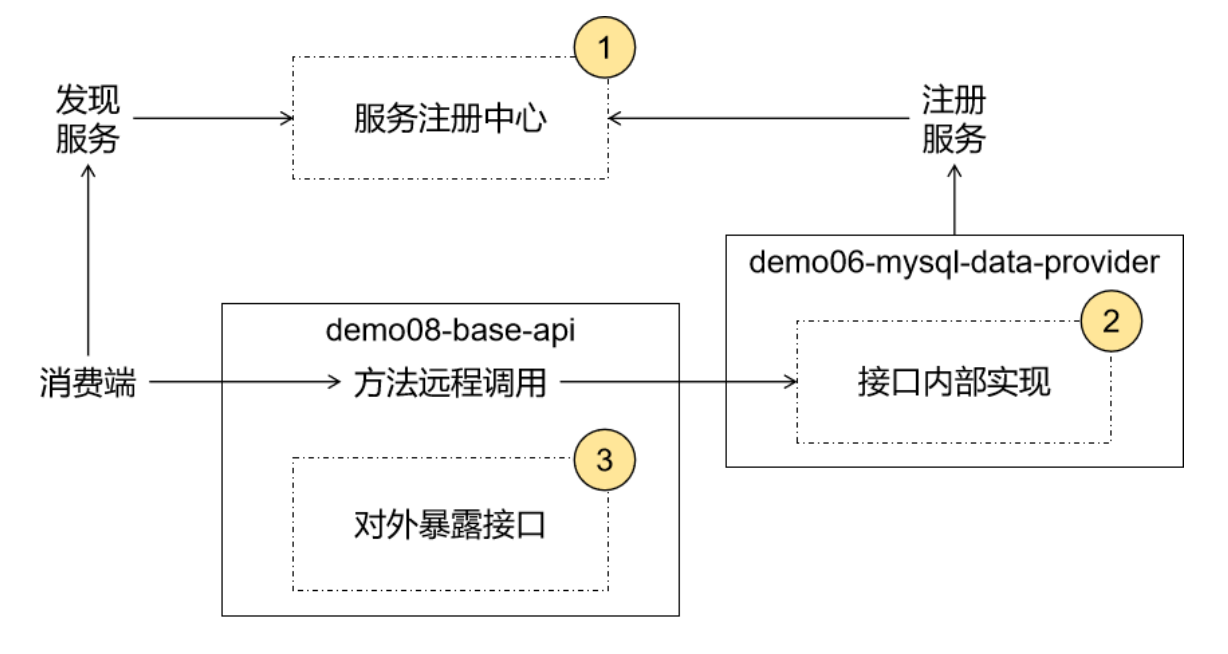 1
发现
服务
服务注册中心
注册
服务
demo06-mysql-data-provider
2
demo08-base-api
消费端
方法远程调用
接口内部实现
3
对外暴露接口